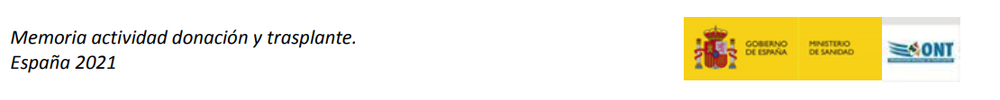 Memoria actividad donación y trasplante.
España 2021
GOBIERNO
DE ESPAÑA
MINISTERIO
DE SANIDAD
ONT